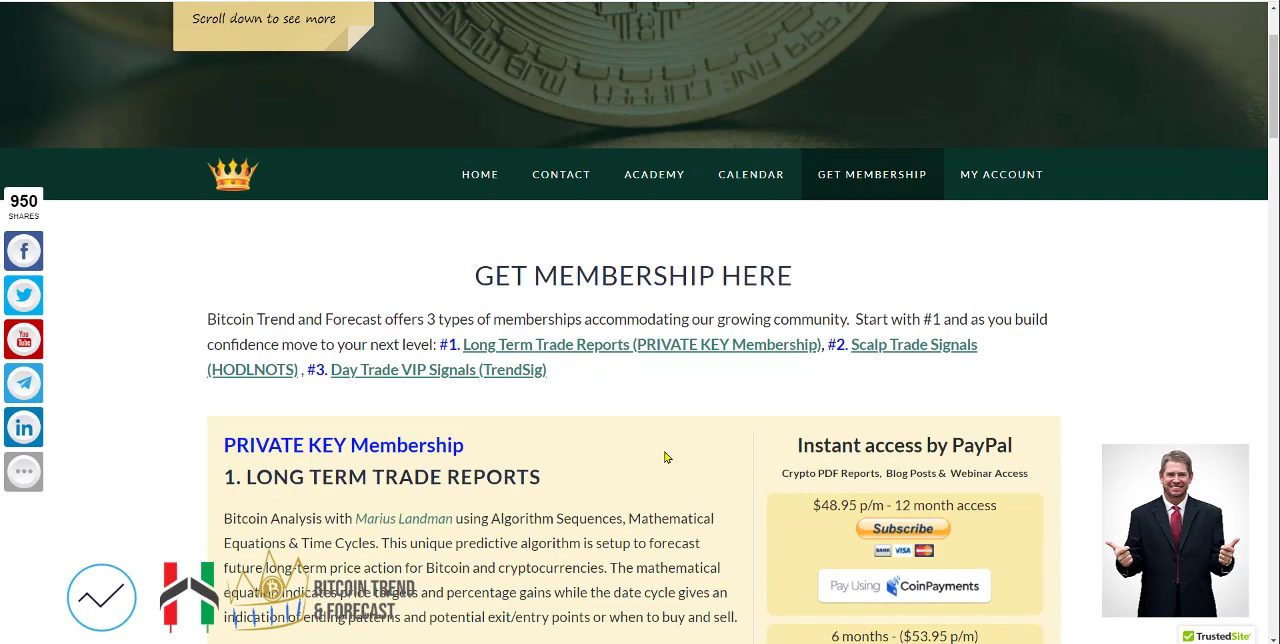 Scroll down to see more
HOME CONTACT ACADEMY CALENDAR GET MEMBERSHIP MY ACCOUNT
950
SHARES
GET MEMBERSHIP HERE
Bitcoin Trend and Forecast offers 3 types of memberships accommodating our growing community. Start with #1 and as you build
confidence move to your next level: #1. Long Term Trade Reports (PRIVATE KEY Membership), #2. Scalp Trade Signals
(HODLNOTS) , #3. Day Trade VIP Signals (TrendSig)
You
Tube
PRIVATE KEY Membership
1. LONG TERM TRADE REPORTS
Bitcoin Analysis with Marius Landman using Algorithm Sequences, Mathematical
Equations & Time Cycles. This unique predictive algorithm is setup to forecast
future long-term price action for Bitcoin and cryptocurrencies. The mathematical
equation indicates price targets and percentage gains while the date cycle gives an
indication of ending patterns and potential exit/entry points or when to buy and sell.
BITCOIN TREND
& FORECAST
Instant access by PayPal
Crypto PDF Reports, Blog Posts & Webinar Access
$48.95 p/m - 12 month access
Subscribe
BANK VISA
Pay Using CoinPayments
6 months - ($53.95 p/m)
TrustedSite